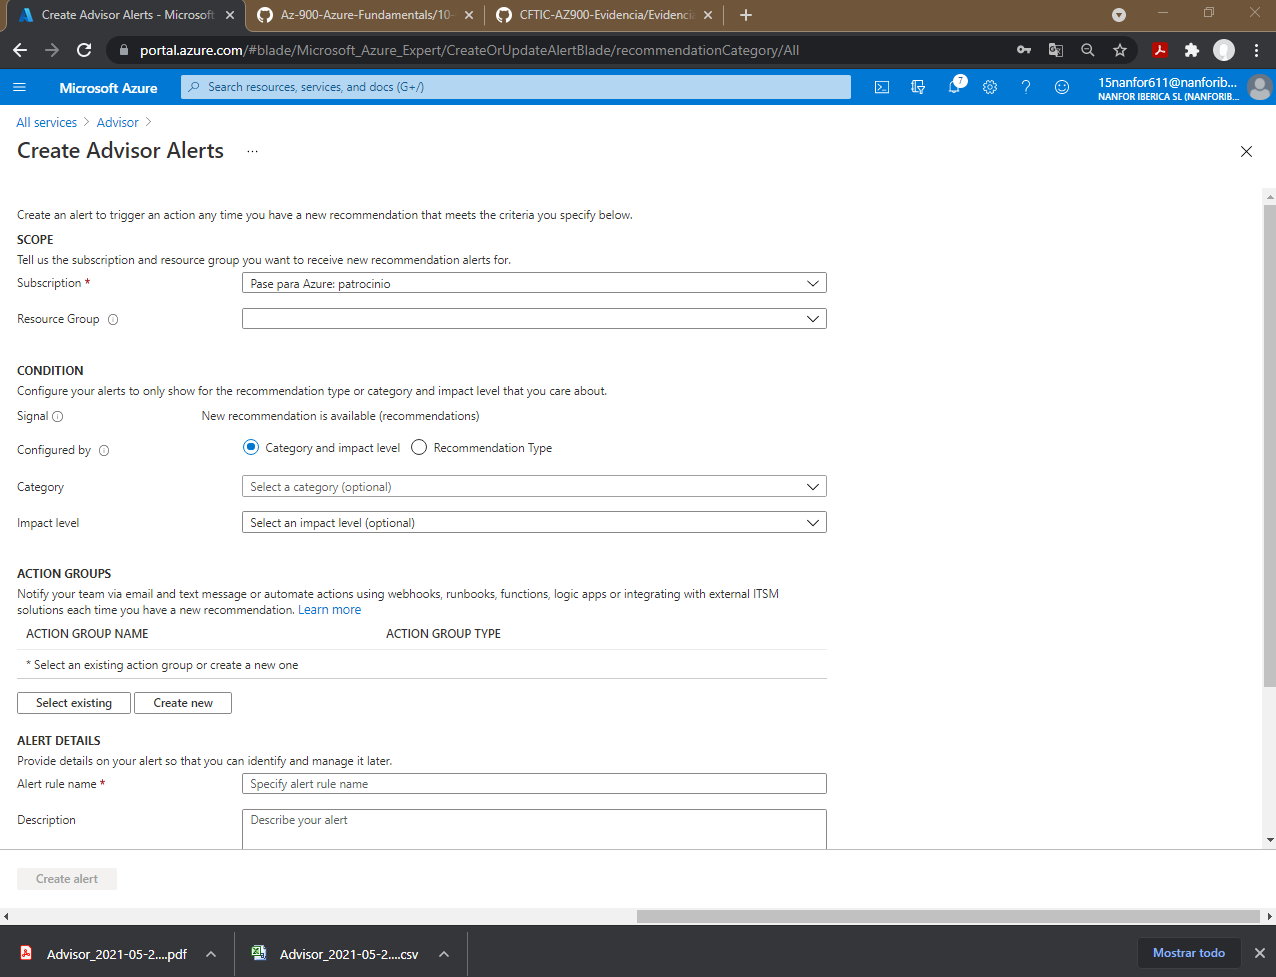 Create Advisor Alerts - Microsoft
Az-900-Azure-Fundamentals/10-
CFTIC-AZ900-Evidencia/Evidenci
portal.azure.com/#blade/Microsoft_Azure_Expert/CreateOrUpdateAlertBlade/recommendationCategory/All
Microsoft Azure
Search resources, services, and docs (G+/)
7
15nanfor611@nanforib...
NANFOR IBERICA SL (NANFORIB...
All services > Advisor >
Create Advisor Alerts ...
Create an alert to trigger an action any time you have a new recommendation that meets the criteria you specify below.
SCOPE
Tell us the subscription and resource group you want to receive new recommendation alerts for.
Subscription * Pase para Azure: patrocinio
Resource Group
CONDITION
Configure your alerts to only show for the recommendation type or category and impact level that you care about.
Signal New recommendation is available (recommendations)
Configured by Category and impact level Recommendation Type
Category Select a category (optional)
Impact level Select an impact level (optional)
ACTION GROUPS
Notify your team via email and text message or automate actions using webhooks, runbooks, functions, logic apps or integrating with external ITSM
solutions each time you have a new recommendation. Learn more
ACTION GROUP NAME ACTION GROUP TYPE
* Select an existing action group or create a new one
Select existing Create new
ALERT DETAILS
Provide details on your alert so that you can identify and manage it later.
Alert rule name * Specify alert rule name
Description Describe your alert
Create alert
Advisor_2021-05-2....pdf
Advisor_2021-05-2....csv
Mostrar todo